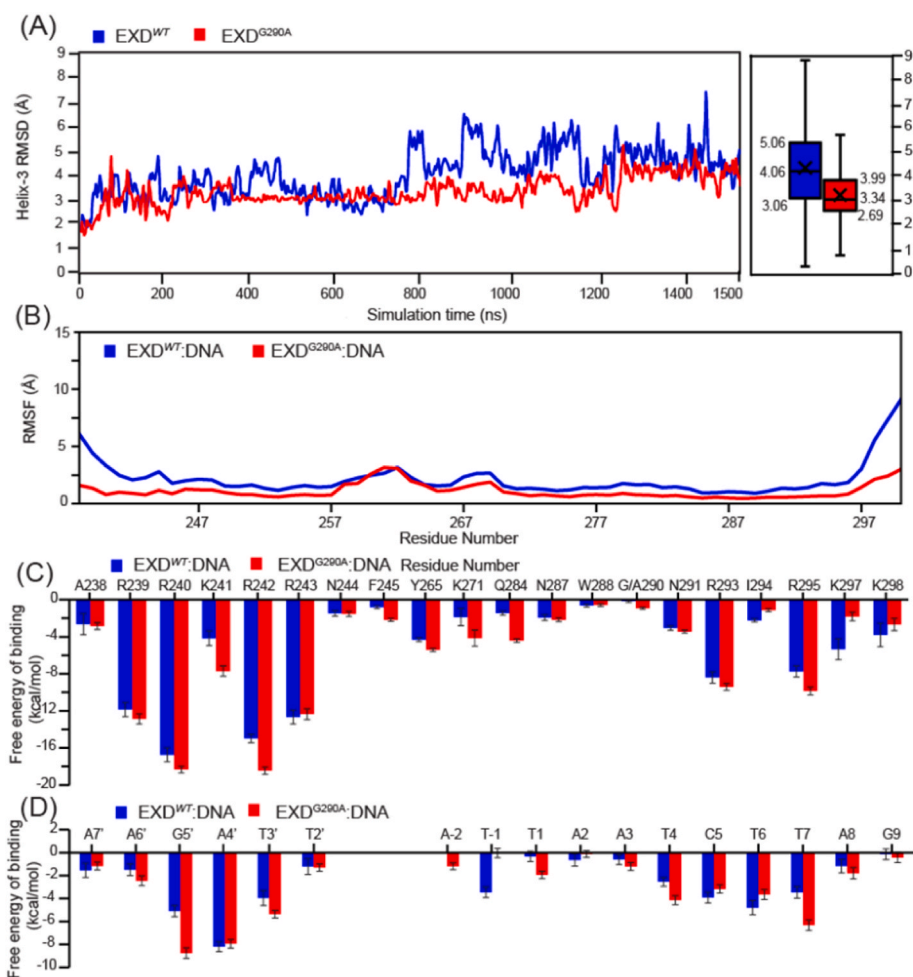 (A)
EXD^WT EXD^G290A
Helix-3 RMSD (Å)
9
8
7
6
5
4
3
2
1
0
0 200 400 600 800 1000 1200 1400 1500
Simulation time (ns)
5.06
4.06
3.06
3.99
3.34
2.69
9
8
7
6
5
4
3
2
1
0
(B)
EXD^WT:DNA EXD^G290A:DNA
RMSF (Å)
15
10
5
0
247 257 267 277 287 297
Residue Number
(C)
EXD^WT:DNA EXD^G290A:DNA Residue Number
A238 R239 R240 K241 R242 R243 N244 F245 Y265 K271 Q284 N287 W288 G/A290 N291 R293 I294 R295 K297 K298
Free energy of binding
(kcal/mol)
0
-4
-8
-12
-16
-20
(D)
EXD^WT:DNA EXD^G290A:DNA
A7' A6' G5' A4' T3' T2' A-2 T-1 T1 A2 A3 T4 C5 T6 T7 A8 G9
Free energy of binding
(kcal/mol)
2
0
-2
-4
-6
-8
-10